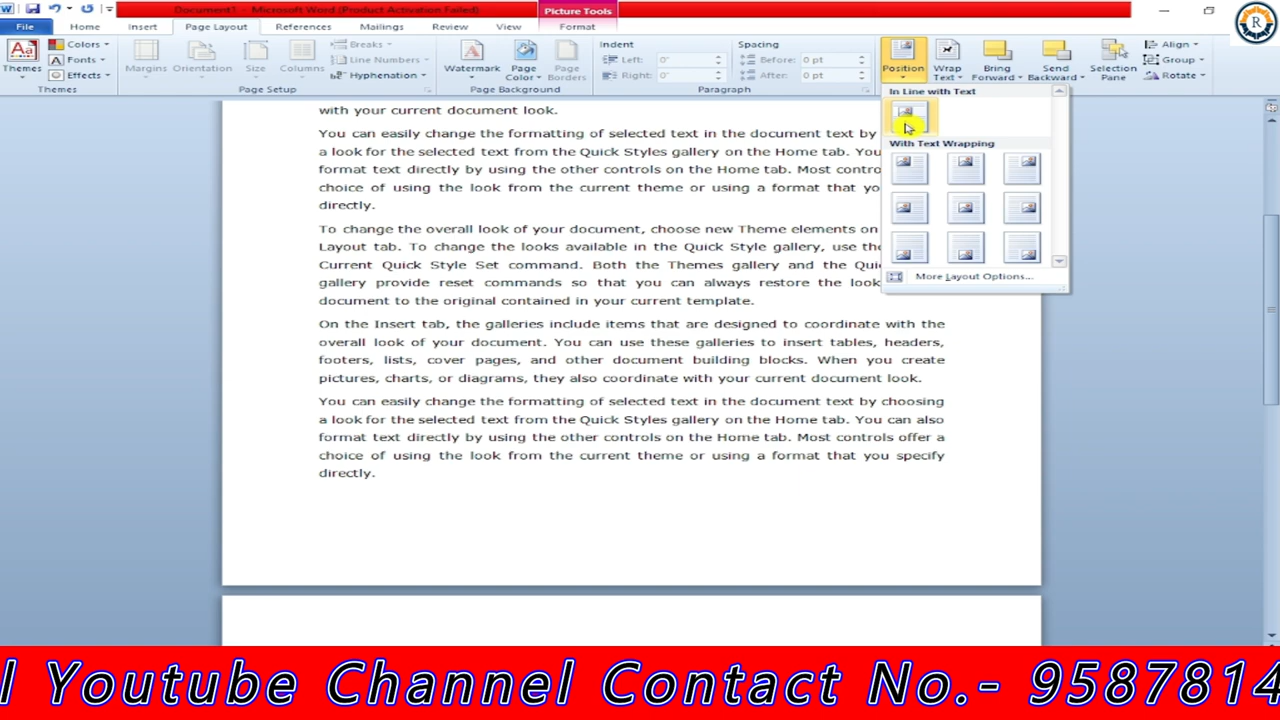 Document1 - Microsoft Word (Product Activation Failed)
Picture Tools
File
Home
Insert
Page Layout
References
Mailings
Review
View
Format
R
Themes
Colors
Fonts
Effects
Themes
Margins
Orientation
Size
Columns
Breaks
Line Numbers
Hyphenation
Page Setup
Watermark
Page Color
Page Borders
Page Background
Indent
Left: 0"
Right: 0"
Spacing
Before: 0 pt
After: 0 pt
Paragraph
Position
Wrap Text
Bring Forward
Send Backward
Selection Pane
Align
Group
Rotate
In Line with Text
With Text Wrapping
More Layout Options...
with your current document look.
You can easily change the formatting of selected text in the document text by
a look for the selected text from the Quick Styles gallery on the Home tab. You
format text directly by using the other controls on the Home tab. Most contro
choice of using the look from the current theme or using a format that yo
directly.
To change the overall look of your document, choose new Theme elements on
Layout tab. To change the looks available in the Quick Style gallery, use the
Current Quick Style Set command. Both the Themes gallery and the Qui
gallery provide reset commands so that you can always restore the look
document to the original contained in your current template.
On the Insert tab, the galleries include items that are designed to coordinate with the
overall look of your document. You can use these galleries to insert tables, headers,
footers, lists, cover pages, and other document building blocks. When you create
pictures, charts, or diagrams, they also coordinate with your current document look.
You can easily change the formatting of selected text in the document text by choosing
a look for the selected text from the Quick Styles gallery on the Home tab. You can also
format text directly by using the other controls on the Home tab. Most controls offer a
choice of using the look from the current theme or using a format that you specify
directly.
l Youtube Channel Contact No.- 9587814